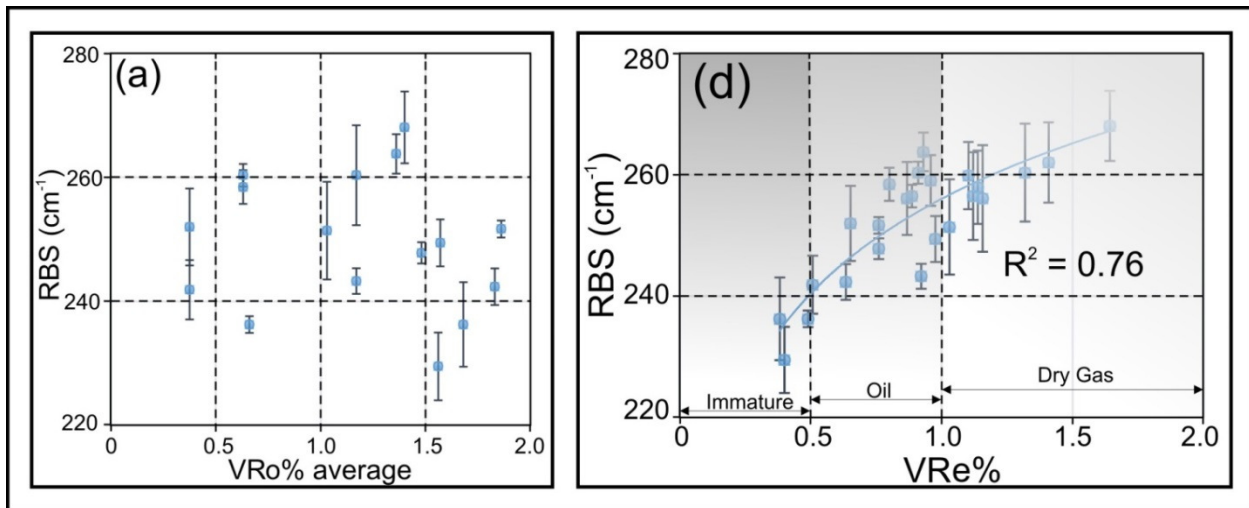 (a)
280
260
240
220
RBS (cm⁻¹)
0
0.5
1.0
1.5
2.0
VRo% average
(d)
280
260
240
220
RBS (cm⁻¹)
R² = 0.76
Immature
Oil
Dry Gas
0
0.5
1.0
1.5
2.0
VRe%